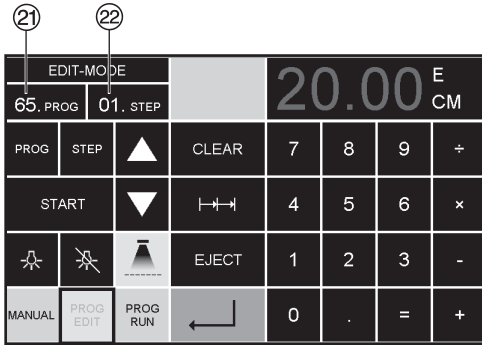 21 22
EDIT-MODE
65. PROG 01. STEP
20.00 E
CM
PROG STEP CLEAR 7 8 9 ÷
START 4 5 6 ×
EJECT 1 2 3 -
MANUAL PROG EDIT PROG RUN 0 . = +